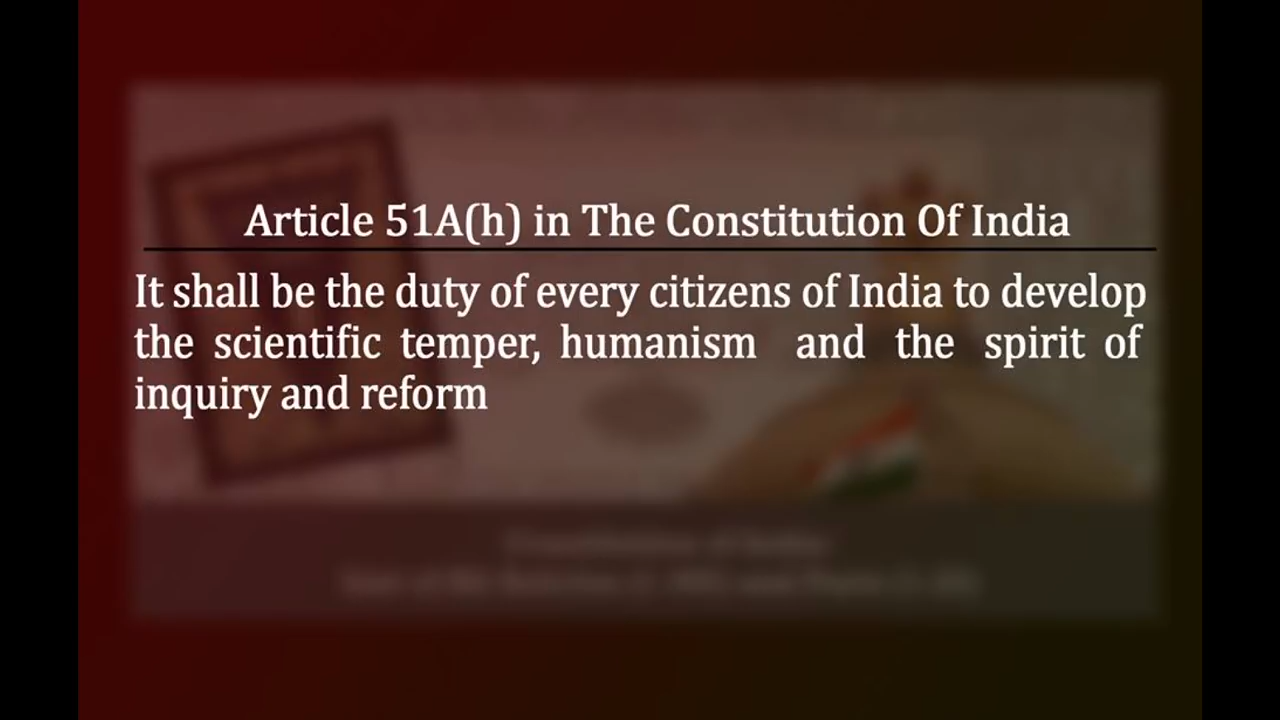 Article 51A(h) in The Constitution Of India
It shall be the duty of every citizens of India to develop
the scientific temper, humanism and the spirit of
inquiry and reform